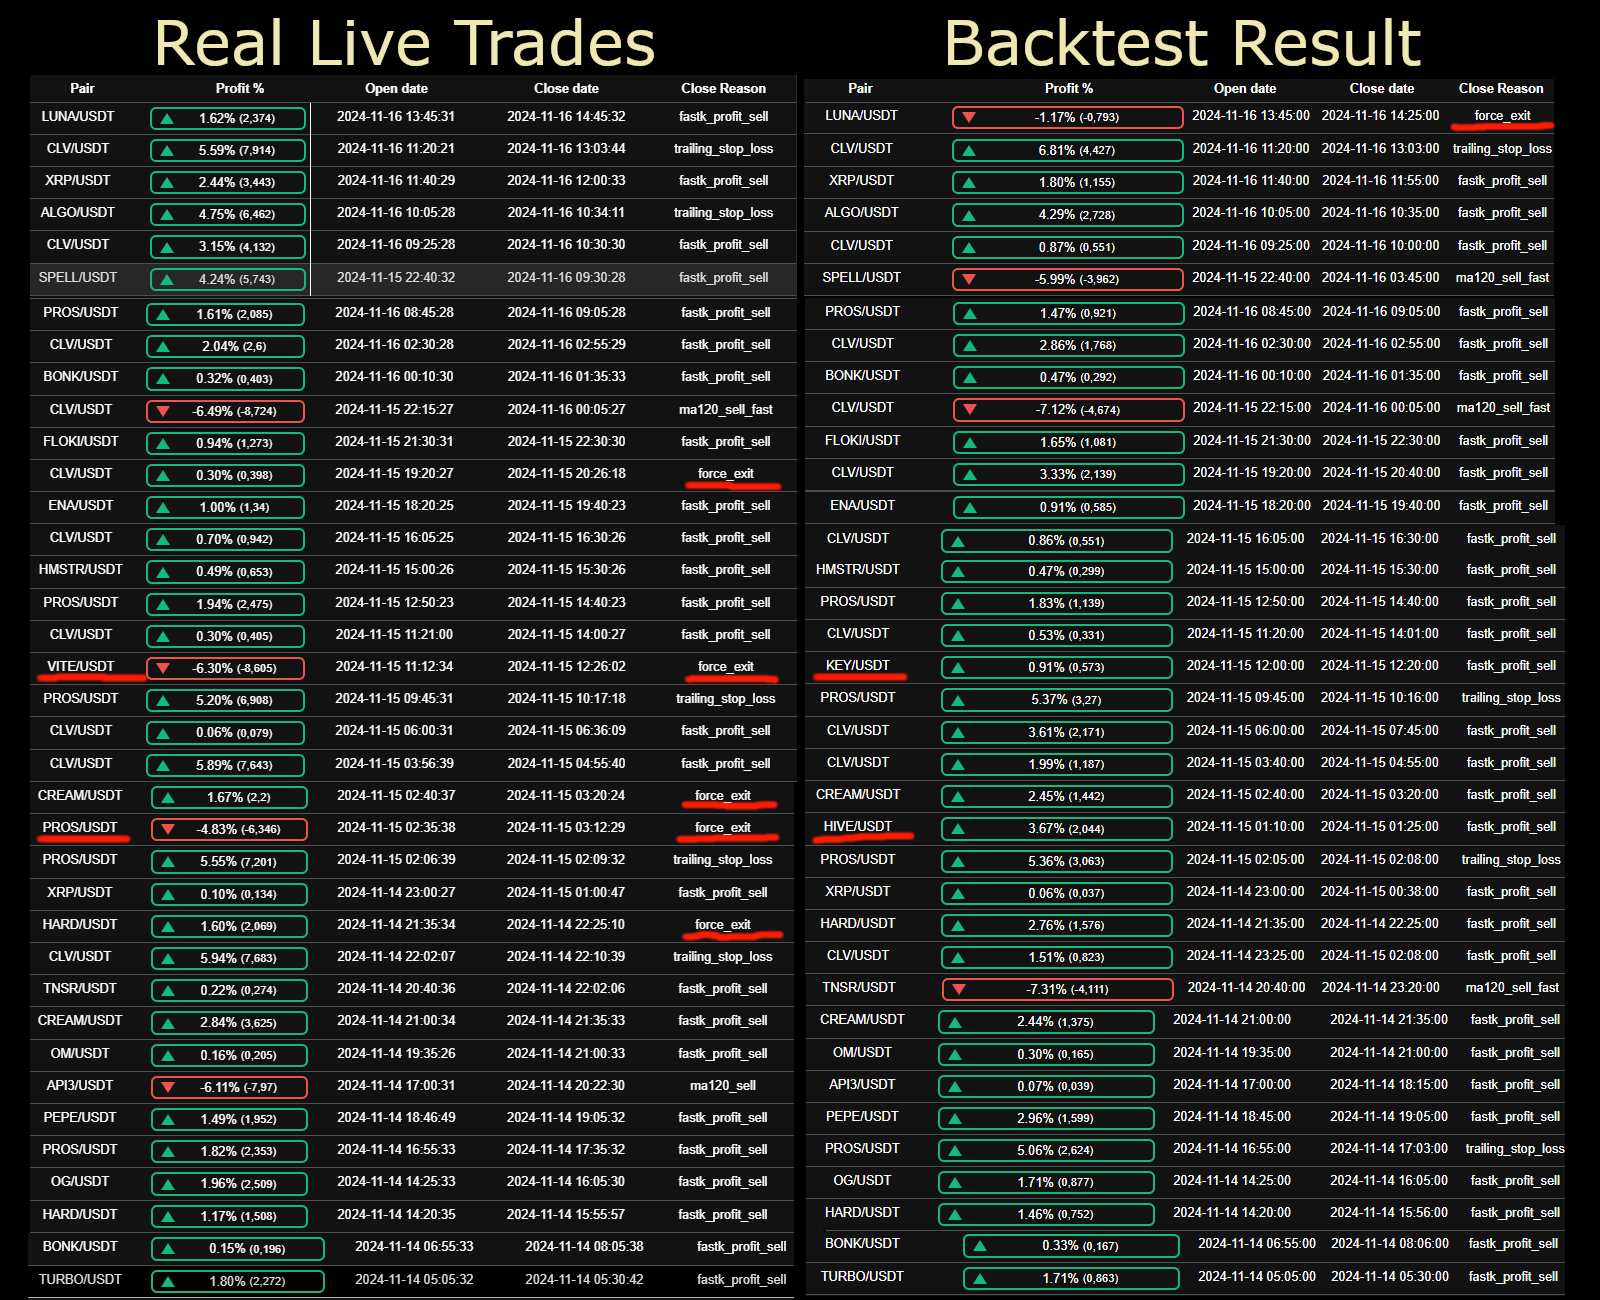 Real Live Trades
Pair Profit % Open date Close date Close Reason
LUNA/USDT 1.62% (2,374) 2024-11-16 13:45:31 2024-11-16 14:45:32 fastk_profit_sell
CLV/USDT 5.59% (7,914) 2024-11-16 11:20:21 2024-11-16 13:03:44 trailing_stop_loss
XRP/USDT 2.44% (3,443) 2024-11-16 11:40:29 2024-11-16 12:00:33 fastk_profit_sell
ALGO/USDT 4.75% (6,462) 2024-11-16 10:05:28 2024-11-16 10:34:11 trailing_stop_loss
CLV/USDT 3.15% (4,132) 2024-11-16 09:25:28 2024-11-16 10:30:30 fastk_profit_sell
SPELL/USDT 4.24% (5,743) 2024-11-15 22:40:32 2024-11-16 09:30:28 fastk_profit_sell
PROS/USDT 1.61% (2,085) 2024-11-16 08:45:28 2024-11-16 09:05:28 fastk_profit_sell
CLV/USDT 2.04% (2,6) 2024-11-16 02:30:28 2024-11-16 02:55:29 fastk_profit_sell
BONK/USDT 0.32% (0,403) 2024-11-16 00:10:30 2024-11-16 01:35:33 fastk_profit_sell
CLV/USDT -6.49% (-8,724) 2024-11-15 22:15:27 2024-11-16 00:05:27 ma120_sell_fast
FLOKI/USDT 0.94% (1,273) 2024-11-15 21:30:31 2024-11-15 22:30:30 fastk_profit_sell
CLV/USDT 0.30% (0,398) 2024-11-15 19:20:27 2024-11-15 20:26:18 force_exit
ENA/USDT 1.00% (1,34) 2024-11-15 18:20:25 2024-11-15 19:40:23 fastk_profit_sell
CLV/USDT 0.70% (0,942) 2024-11-15 16:05:25 2024-11-15 16:30:26 fastk_profit_sell
HMSTR/USDT 0.49% (0,653) 2024-11-15 15:00:26 2024-11-15 15:30:26 fastk_profit_sell
PROS/USDT 1.94% (2,475) 2024-11-15 12:50:23 2024-11-15 14:40:23 fastk_profit_sell
CLV/USDT 0.30% (0,405) 2024-11-15 11:21:00 2024-11-15 14:00:27 fastk_profit_sell
VITE/USDT -6.30% (-8,605) 2024-11-15 11:12:34 2024-11-15 12:26:02 force_exit
PROS/USDT 5.20% (6,908) 2024-11-15 09:45:31 2024-11-15 10:17:18 trailing_stop_loss
CLV/USDT 0.06% (0,079) 2024-11-15 06:00:31 2024-11-15 06:36:09 fastk_profit_sell
CLV/USDT 5.89% (7,643) 2024-11-15 03:56:39 2024-11-15 04:55:40 fastk_profit_sell
CREAM/USDT 1.67% (2,2) 2024-11-15 02:40:37 2024-11-15 03:20:24 force_exit
PROS/USDT -4.83% (-6,346) 2024-11-15 02:35:38 2024-11-15 03:12:29 force_exit
PROS/USDT 5.55% (7,201) 2024-11-15 02:06:39 2024-11-15 02:09:32 trailing_stop_loss
XRP/USDT 0.10% (0,134) 2024-11-14 23:00:27 2024-11-15 01:00:47 fastk_profit_sell
HARD/USDT 1.60% (2,069) 2024-11-14 21:35:34 2024-11-14 22:25:10 force_exit
CLV/USDT 5.94% (7,683) 2024-11-14 22:02:07 2024-11-14 22:10:39 trailing_stop_loss
TNSR/USDT 0.22% (0,274) 2024-11-14 20:40:36 2024-11-14 22:02:06 fastk_profit_sell
CREAM/USDT 2.84% (3,625) 2024-11-14 21:00:34 2024-11-14 21:35:33 fastk_profit_sell
OM/USDT 0.16% (0,205) 2024-11-14 19:35:26 2024-11-14 21:00:33 fastk_profit_sell
API3/USDT -6.11% (-7,97) 2024-11-14 17:00:31 2024-11-14 20:22:30 ma120_sell
PEPE/USDT 1.49% (1,952) 2024-11-14 18:46:49 2024-11-14 19:05:32 fastk_profit_sell
PROS/USDT 1.82% (2,353) 2024-11-14 16:55:33 2024-11-14 17:35:32 fastk_profit_sell
OG/USDT 1.96% (2,509) 2024-11-14 14:25:33 2024-11-14 16:05:30 fastk_profit_sell
HARD/USDT 1.17% (1,508) 2024-11-14 14:20:35 2024-11-14 15:55:57 fastk_profit_sell
BONK/USDT 0.15% (0,196) 2024-11-14 06:55:33 2024-11-14 08:05:38 fastk_profit_sell
TURBO/USDT 1.80% (2,272) 2024-11-14 05:05:32 2024-11-14 05:30:42 fastk_profit_sell
Backtest Result
Pair Profit % Open date Close date Close Reason
LUNA/USDT -1.17% (-0,793) 2024-11-16 13:45:00 2024-11-16 14:25:00 force_exit
CLV/USDT 6.81% (4,427) 2024-11-16 11:20:00 2024-11-16 13:03:00 trailing_stop_loss
XRP/USDT 1.80% (1,155) 2024-11-16 11:40:00 2024-11-16 11:55:00 fastk_profit_sell
ALGO/USDT 4.29% (2,728) 2024-11-16 10:05:00 2024-11-16 10:35:00 fastk_profit_sell
CLV/USDT 0.87% (0,551) 2024-11-16 09:25:00 2024-11-16 10:00:00 fastk_profit_sell
SPELL/USDT -5.99% (-3,962) 2024-11-15 22:40:00 2024-11-16 03:45:00 ma120_sell_fast
PROS/USDT 1.47% (0,921) 2024-11-16 08:45:00 2024-11-16 09:05:00 fastk_profit_sell
CLV/USDT 2.86% (1,768) 2024-11-16 02:30:00 2024-11-16 02:55:00 fastk_profit_sell
BONK/USDT 0.47% (0,292) 2024-11-16 00:10:00 2024-11-16 01:35:00 fastk_profit_sell
CLV/USDT -7.12% (-4,674) 2024-11-15 22:15:00 2024-11-16 00:05:00 ma120_sell_fast
FLOKI/USDT 1.65% (1,081) 2024-11-15 21:30:00 2024-11-15 22:30:00 fastk_profit_sell
CLV/USDT 3.33% (2,139) 2024-11-15 19:20:00 2024-11-15 20:40:00 fastk_profit_sell
ENA/USDT 0.91% (0,585) 2024-11-15 18:20:00 2024-11-15 19:40:00 fastk_profit_sell
CLV/USDT 0.86% (0,551) 2024-11-15 16:05:00 2024-11-15 16:30:00 fastk_profit_sell
HMSTR/USDT 0.47% (0,299) 2024-11-15 15:00:00 2024-11-15 15:30:00 fastk_profit_sell
PROS/USDT 1.83% (1,139) 2024-11-15 12:50:00 2024-11-15 14:40:00 fastk_profit_sell
CLV/USDT 0.53% (0,331) 2024-11-15 11:20:00 2024-11-15 14:01:00 fastk_profit_sell
KEY/USDT 0.91% (0,573) 2024-11-15 12:00:00 2024-11-15 12:20:00 fastk_profit_sell
PROS/USDT 5.37% (3,27) 2024-11-15 09:45:00 2024-11-15 10:16:00 trailing_stop_loss
CLV/USDT 3.61% (2,171) 2024-11-15 06:00:00 2024-11-15 07:45:00 fastk_profit_sell
CLV/USDT 1.99% (1,187) 2024-11-15 03:40:00 2024-11-15 04:55:00 fastk_profit_sell
CREAM/USDT 2.45% (1,442) 2024-11-15 02:40:00 2024-11-15 03:20:00 fastk_profit_sell
HIVE/USDT 3.67% (2,044) 2024-11-15 01:10:00 2024-11-15 01:25:00 fastk_profit_sell
PROS/USDT 5.36% (3,063) 2024-11-15 02:05:00 2024-11-15 02:08:00 trailing_stop_loss
XRP/USDT 0.06% (0,037) 2024-11-14 23:00:00 2024-11-15 00:38:00 fastk_profit_sell
HARD/USDT 2.76% (1,576) 2024-11-14 21:35:00 2024-11-14 22:25:00 fastk_profit_sell
CLV/USDT 1.51% (0,823) 2024-11-14 23:25:00 2024-11-15 02:08:00 fastk_profit_sell
TNSR/USDT -7.31% (-4,111) 2024-11-14 20:40:00 2024-11-14 23:20:00 ma120_sell_fast
CREAM/USDT 2.44% (1,375) 2024-11-14 21:00:00 2024-11-14 21:35:00 fastk_profit_sell
OM/USDT 0.30% (0,165) 2024-11-14 19:35:00 2024-11-14 21:00:00 fastk_profit_sell
API3/USDT 0.07% (0,039) 2024-11-14 17:00:00 2024-11-14 18:15:00 fastk_profit_sell
PEPE/USDT 2.96% (1,599) 2024-11-14 18:45:00 2024-11-14 19:05:00 fastk_profit_sell
PROS/USDT 5.06% (2,624) 2024-11-14 16:55:00 2024-11-14 17:03:00 trailing_stop_loss
OG/USDT 1.71% (0,877) 2024-11-14 14:25:00 2024-11-14 16:05:00 fastk_profit_sell
HARD/USDT 1.46% (0,752) 2024-11-14 14:20:00 2024-11-14 15:56:00 fastk_profit_sell
BONK/USDT 0.33% (0,167) 2024-11-14 06:55:00 2024-11-14 08:06:00 fastk_profit_sell
TURBO/USDT 1.71% (0,863) 2024-11-14 05:05:00 2024-11-14 05:30:00 fastk_profit_sell